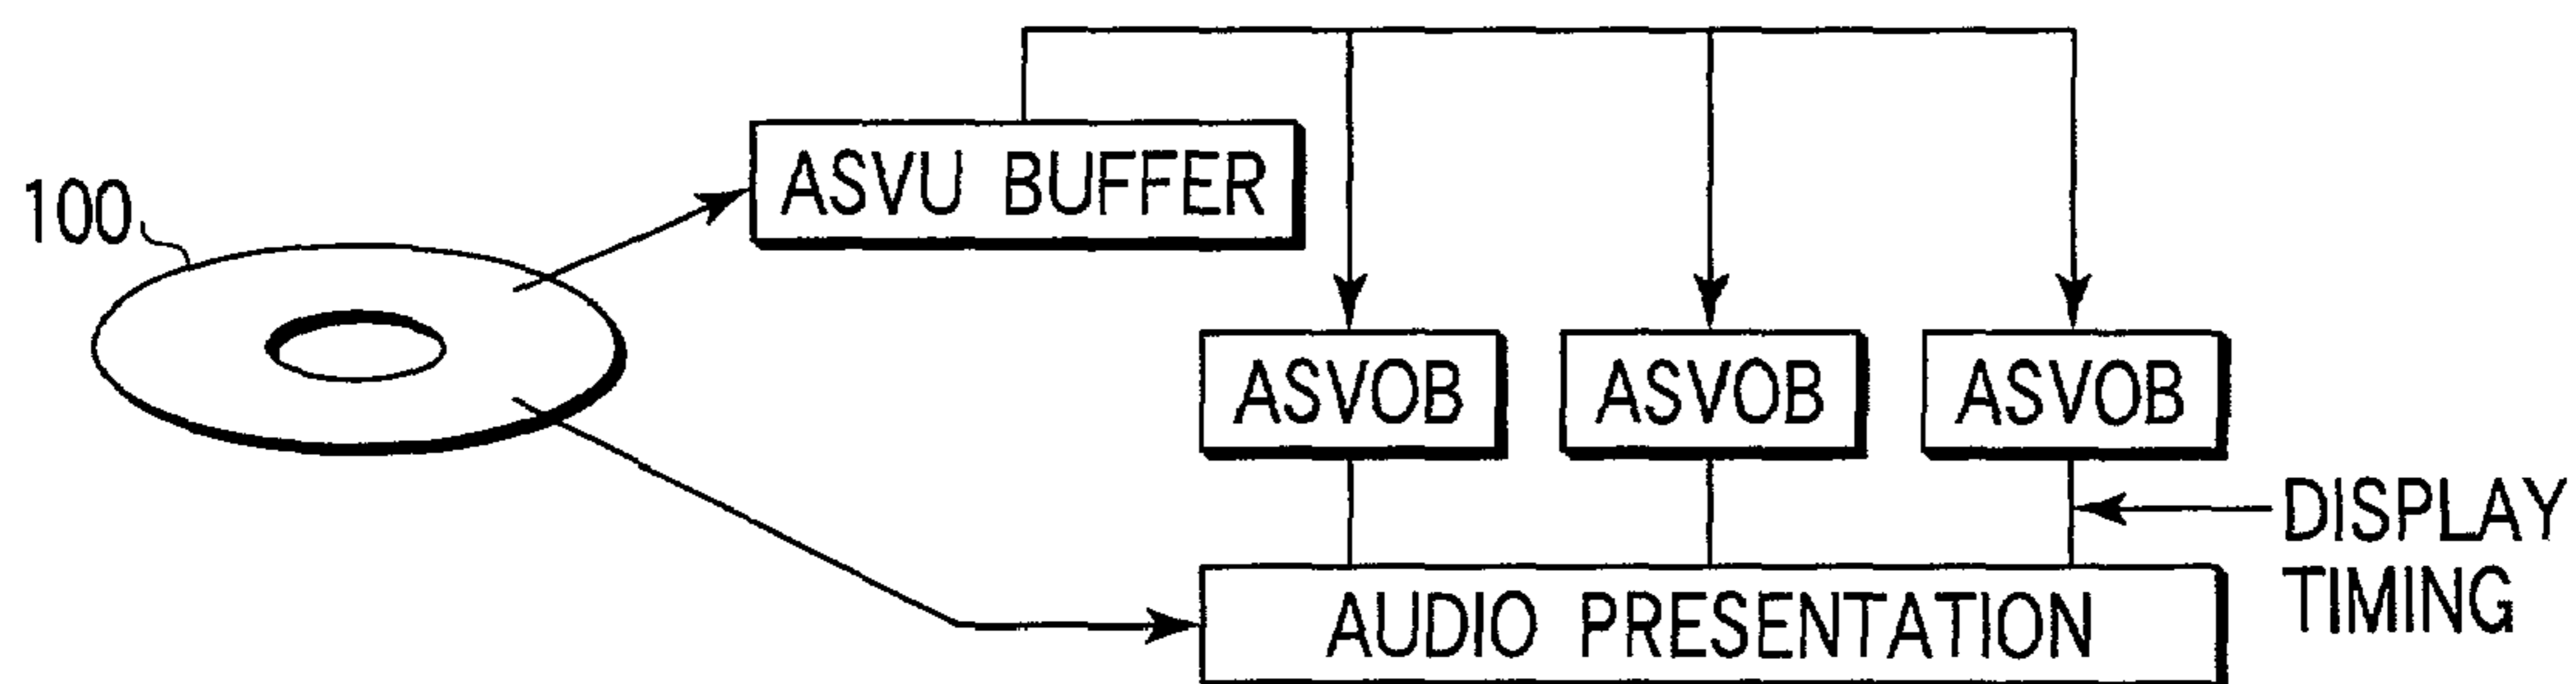 100
ASVU BUFFER
ASVOB ASVOB ASVOB
DISPLAY
TIMING
AUDIO PRESENTATION